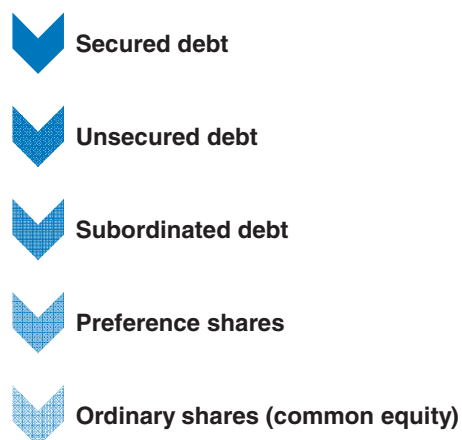 Secured debt
Unsecured debt
Subordinated debt
Preference shares
Ordinary shares (common equity)